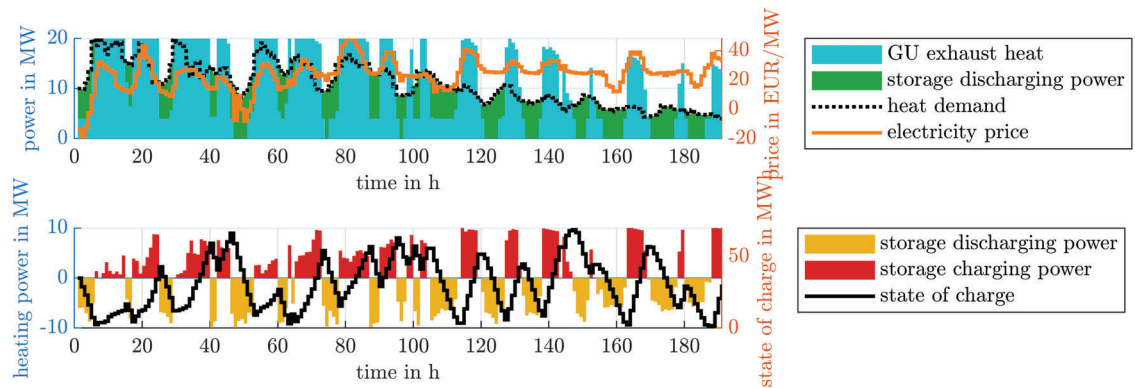 power in MW
20
10
0
0 20 40 60 80 100 120 140 160 180
time in h
40
20
0
-20
price in EUR/MW
GU exhaust heat
storage discharging power
heat demand
electricity price
heating power in MW
10
0
-10
0 20 40 60 80 100 120 140 160 180
time in h
50
0
state of charge in MWh
storage discharging power
storage charging power
state of charge